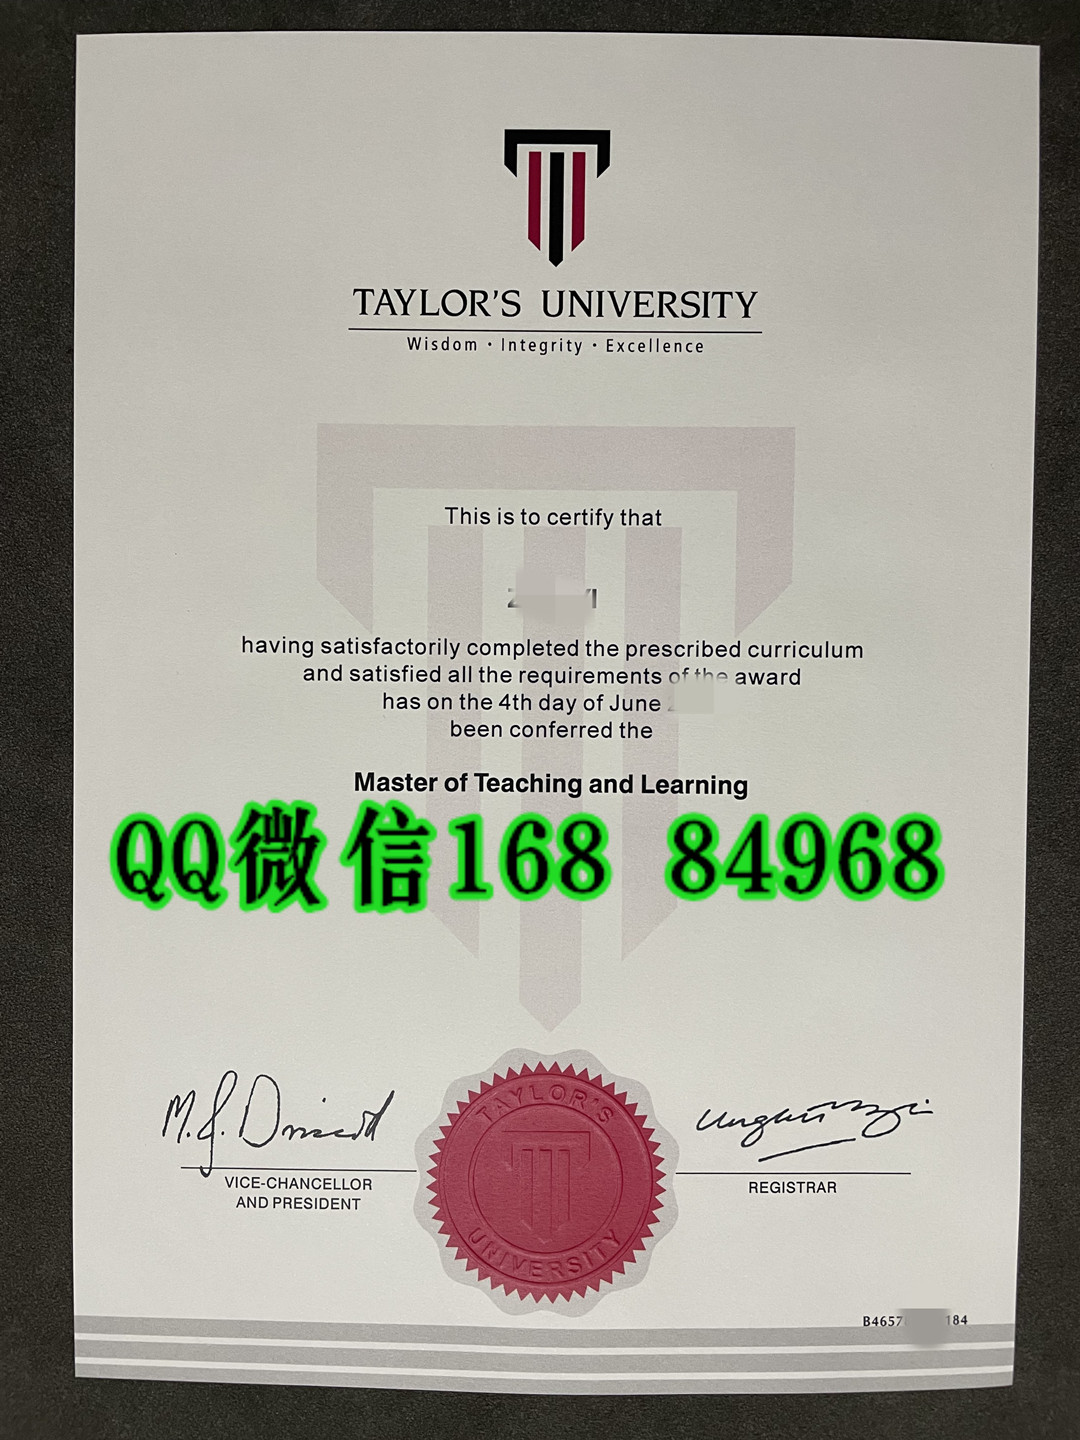 TAYLOR'S UNIVERSITY
Wisdom · Integrity · Excellence
This is to certify that
having satisfactorily completed the prescribed curriculum
and satisfied all the requirements of the award
has on the 4th day of June
been conferred the
Master of Teaching and Learning
QQ微信168 84968
VICE-CHANCELLOR
AND PRESIDENT
TAYLOR'S
UNIVERSITY
REGISTRAR
B4657 184